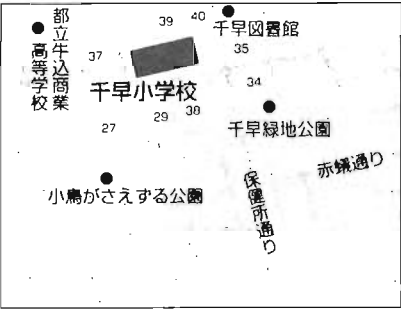 都立牛込商業
高等学校
39
40
千早図書館
37
35
千早小学校
34
27
29
38
千早緑地公園
小鳥がさえずる公園
保健所通り
赤蟻通り